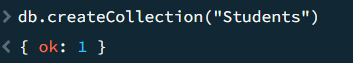 > db.createCollection("Students")
< { ok: 1 }